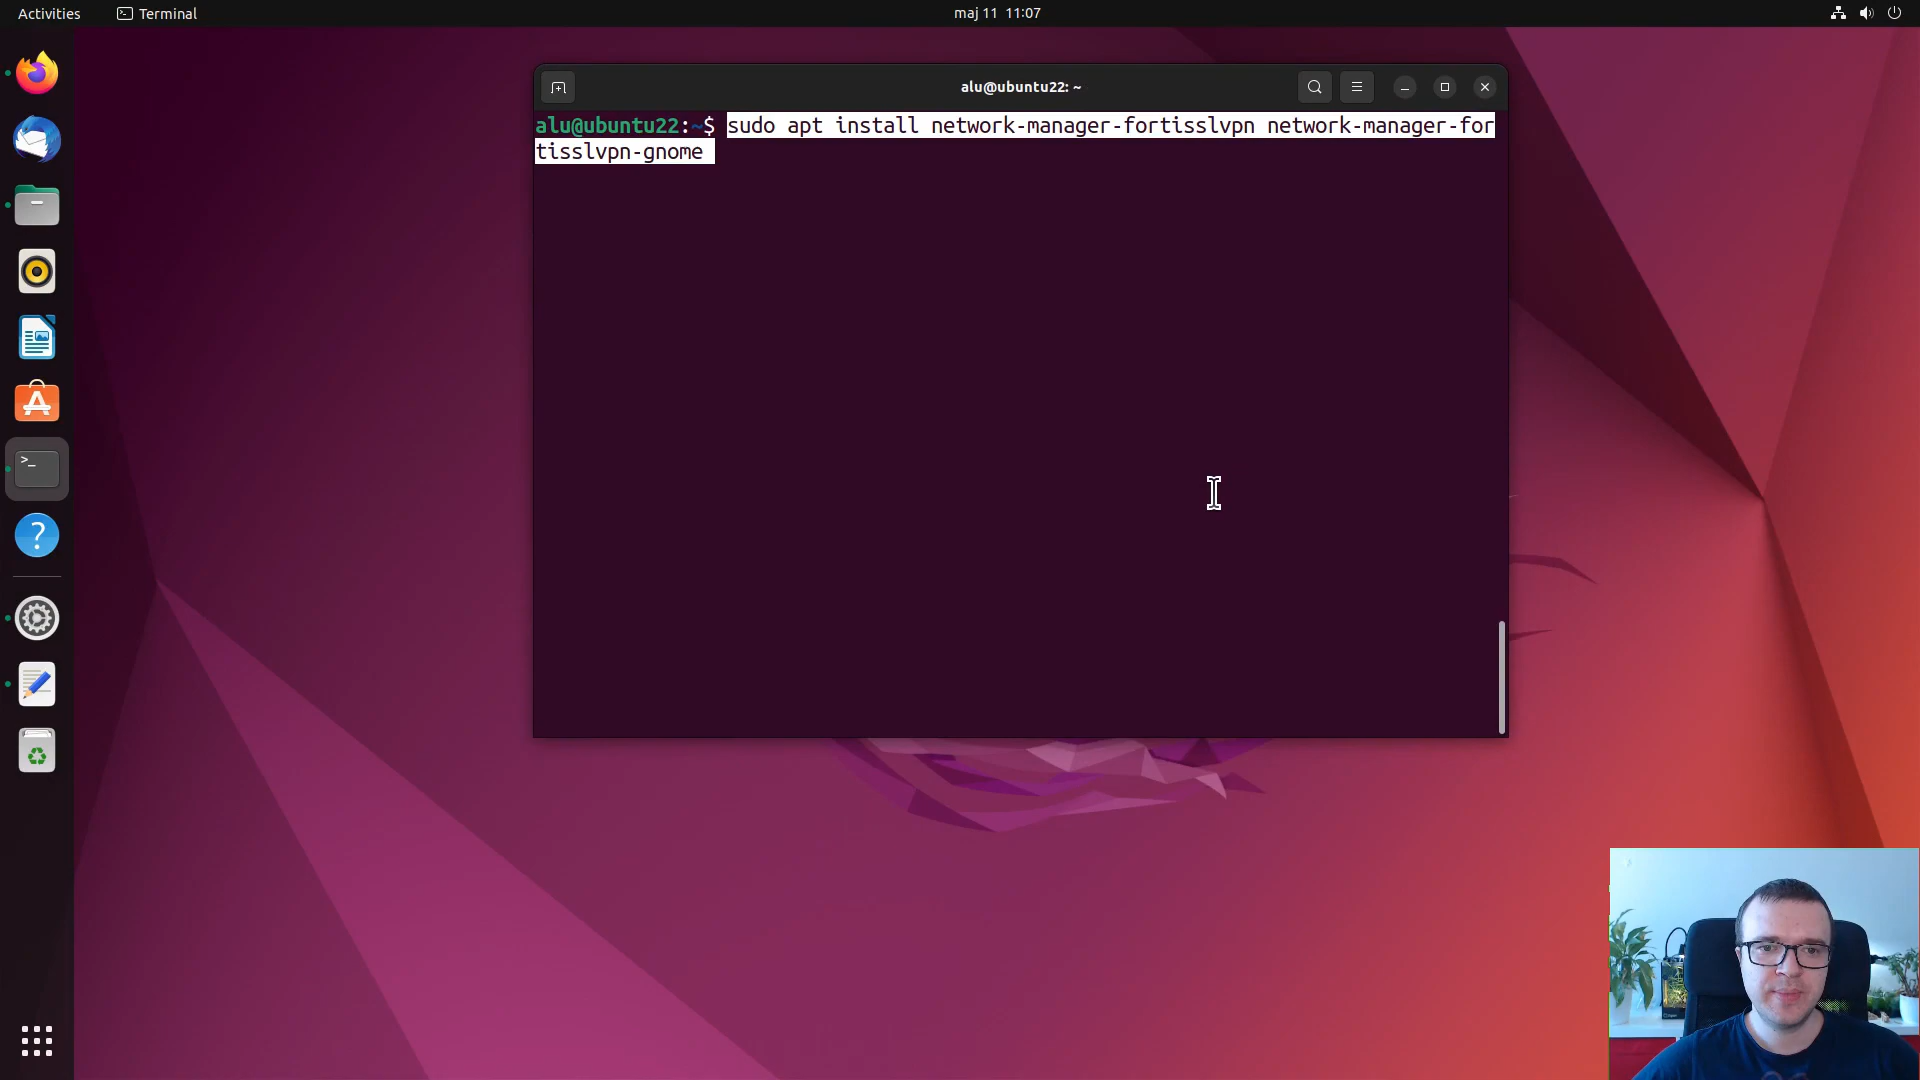 Activities Terminal maj 11 11:07
alu@ubuntu22: ~
alu@ubuntu22:~$ sudo apt install network-manager-fortisslvpn network-manager-for
tisslvpn-gnome
>_
?